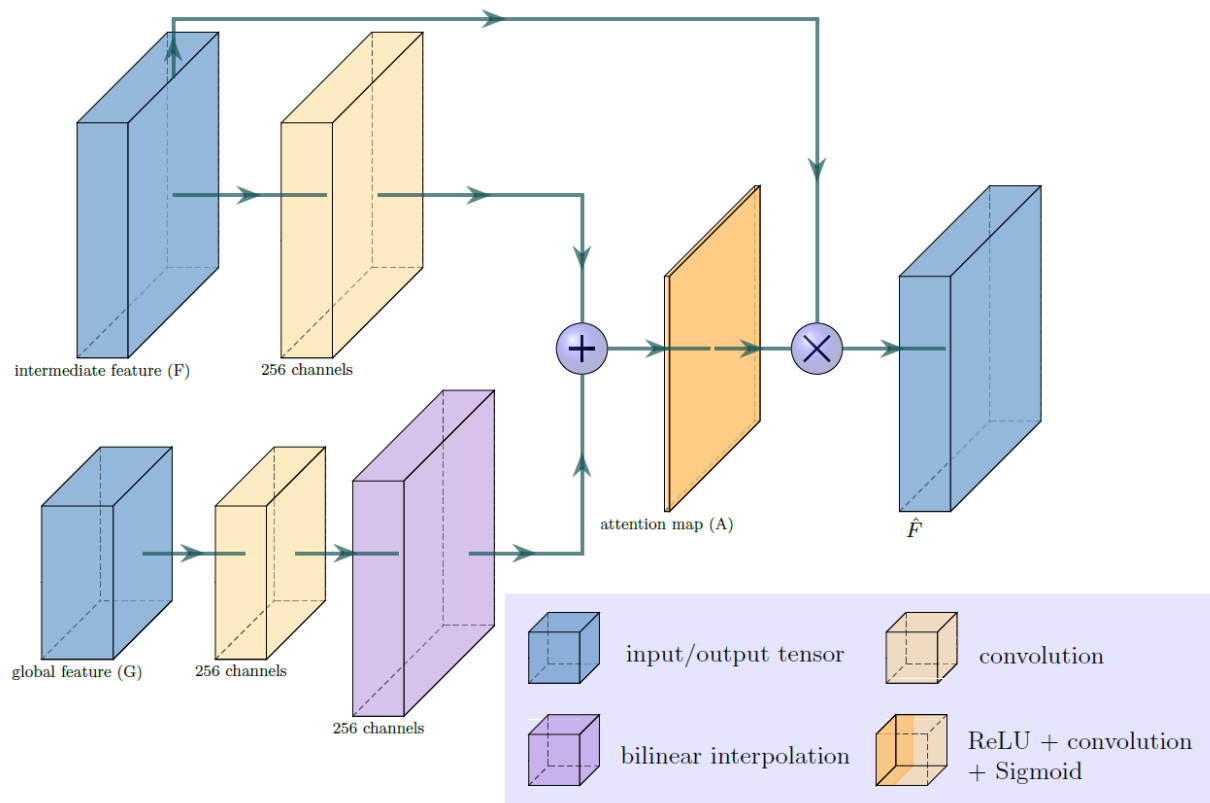 intermediate feature (F)
256 channels
+
×
attention map (A)
F̂
global feature (G)
256 channels
256 channels
input/output tensor
convolution
bilinear interpolation
ReLU + convolution
+ Sigmoid